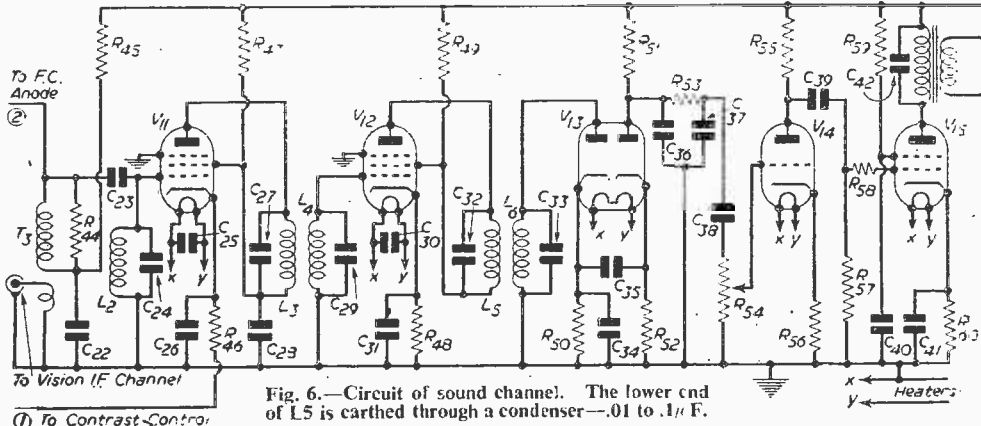 R45
R47
R49
R51
R55
R59
C39
C42
To F.C.
Anode
②
V11
V12
V13
R53
C37
C36
V14
V15
C23
R44
T3
C25
C27
L4
C30
C32
L6
C33
R58
C38
x y
x y
x y
x y
x y
L2
C24
L3
C29
L5
C35
R54
R57
C22
C26
R46
C28
C31
R48
R50
C34
R52
R56
C40
C41
R60
To Vision I.F. Channel
① To Contrast Control
Fig. 6.—Circuit of sound channel. The lower end
of L5 is earthed through a condenser—.01 to .1μF.
x
y
Heaters